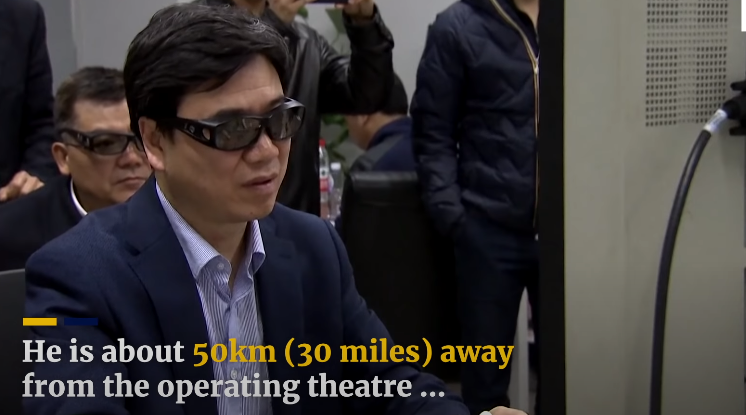 He is about 50km (30 miles) away
from the operating theatre ...